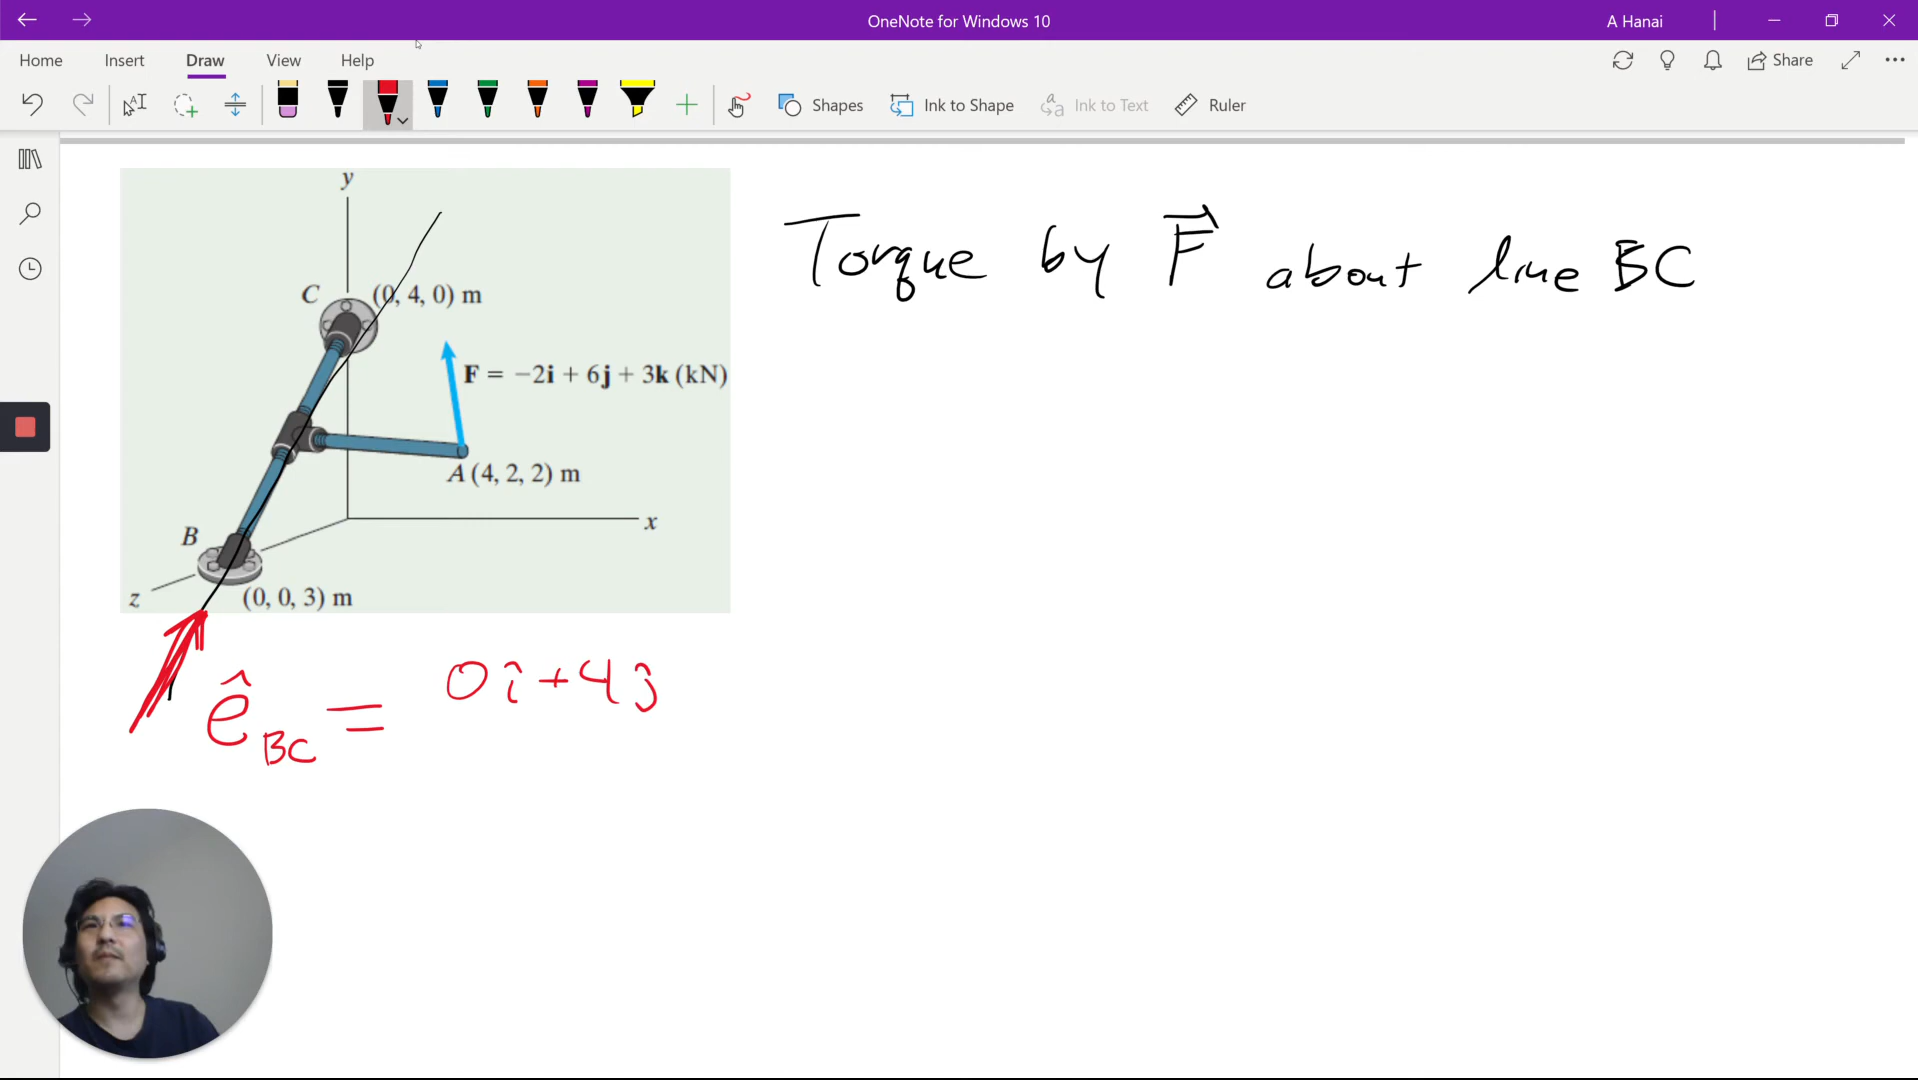 OneNote for Windows 10
A Hanai
Home Insert Draw View Help
Share
Shapes Ink to Shape Ink to Text Ruler
y
C (0, 4, 0) m
F = −2i + 6j + 3k (kN)
A (4, 2, 2) m
x
B
z
(0, 0, 3) m
Torque by F⃗ about line BC
ê_BC = 0î + 4ĵ